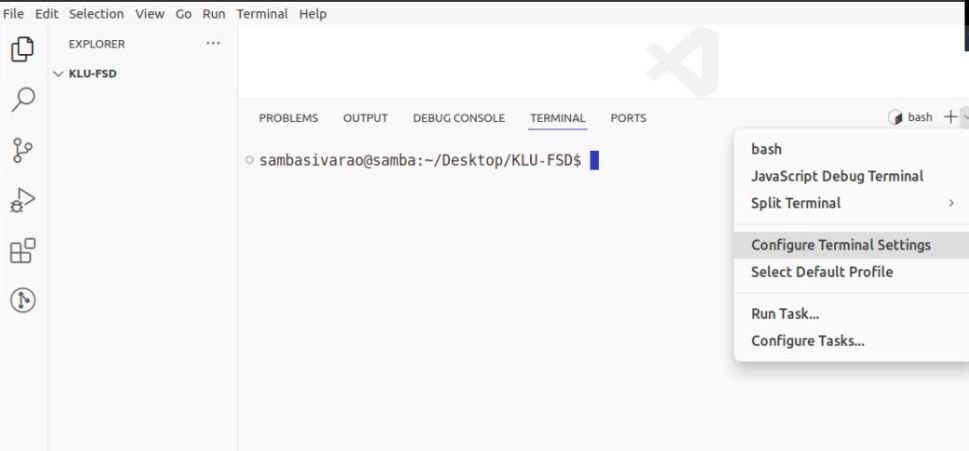 File Edit Selection View Go Run Terminal Help
EXPLORER ...
KLU-FSD
PROBLEMS OUTPUT DEBUG CONSOLE TERMINAL PORTS bash
sambasivarao@samba:~/Desktop/KLU-FSD$
bash
JavaScript Debug Terminal
Split Terminal
Configure Terminal Settings
Select Default Profile
Run Task...
Configure Tasks...